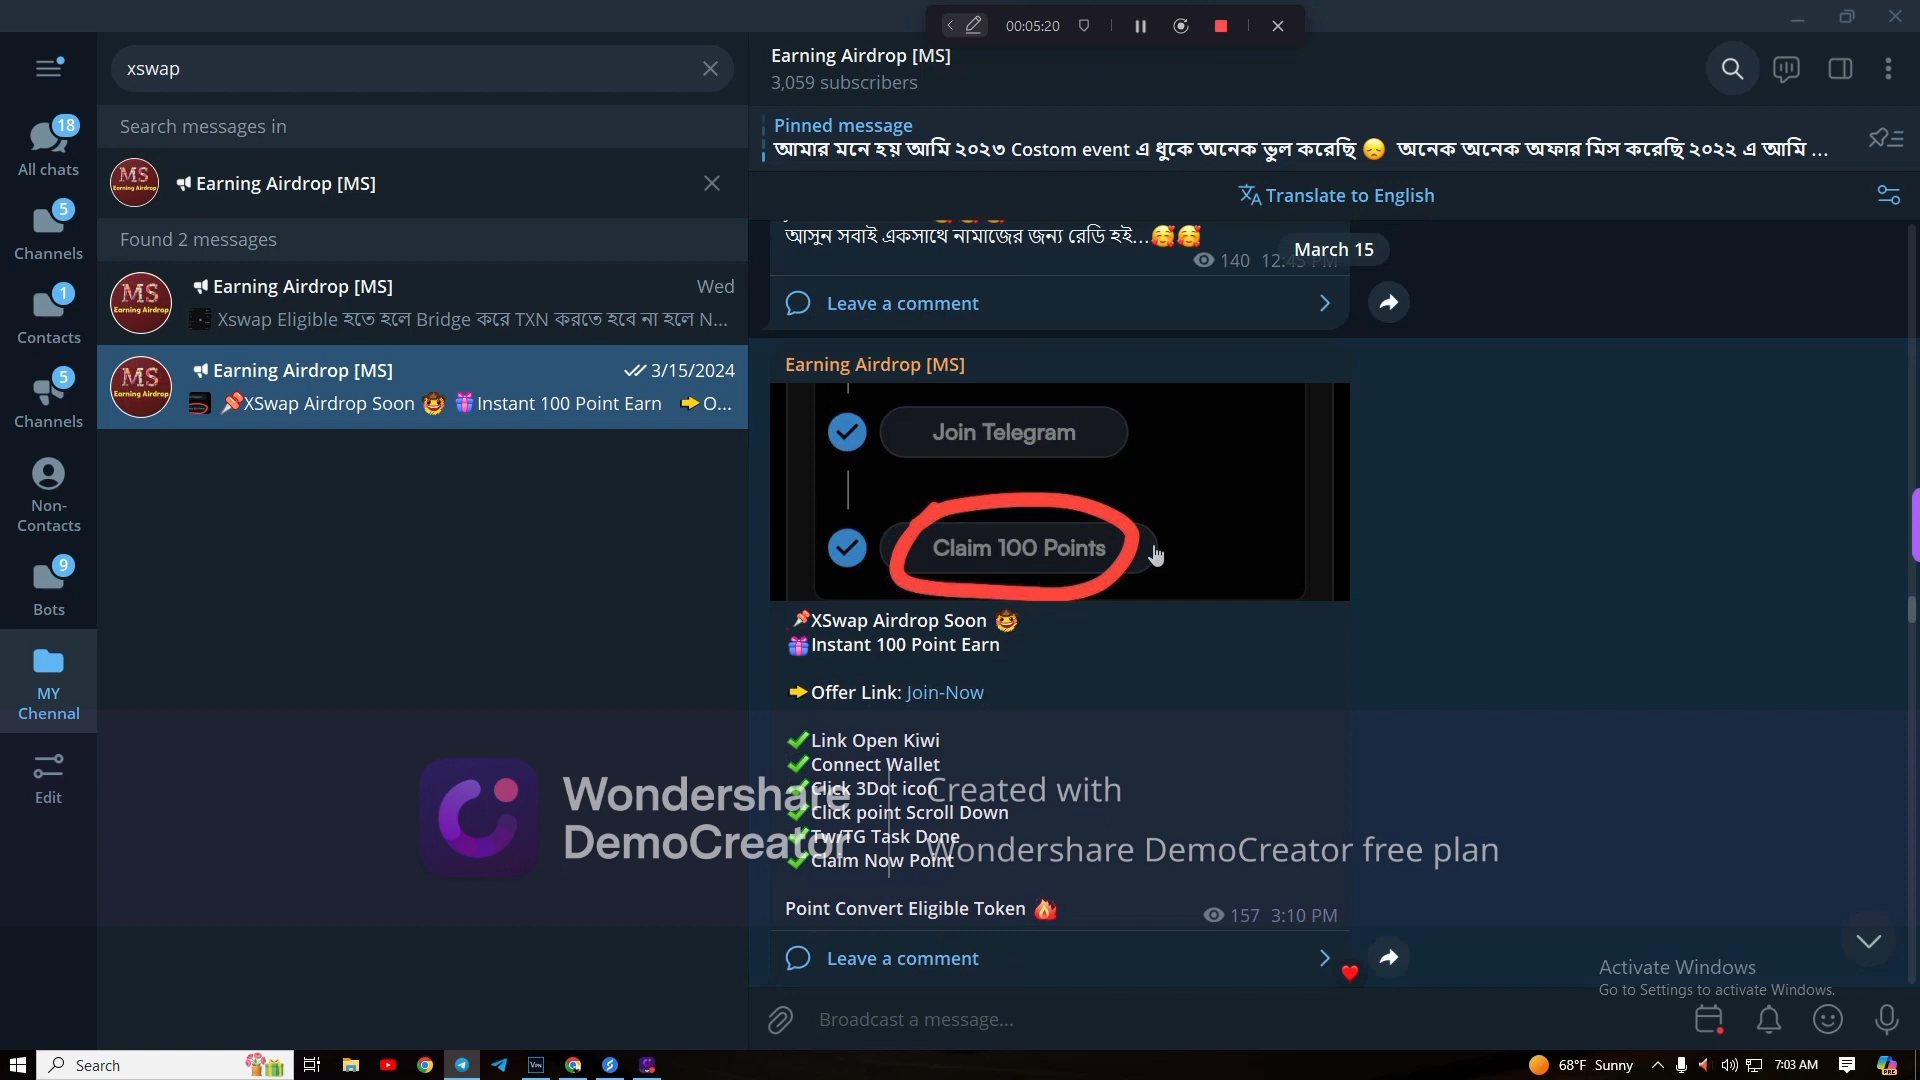 00:05:20
xswap
Search messages in
Earning Airdrop [MS]
Found 2 messages
Earning Airdrop [MS]
Wed
Xswap Eligible হতে হলে Bridge করে TXN করতে হবে না হলে N...
Earning Airdrop [MS]
3/15/2024
XSwap Airdrop Soon 🤠 🎁Instant 100 Point Earn ➡️O...
18
All chats
5
Channels
1
Contacts
5
Channels
Non-
Contacts
9
Bots
MY
Chennal
Edit
Earning Airdrop [MS]
3,059 subscribers
Pinned message
আমার মনে হয় আমি ২০২৩ Costom event এ ধুকে অনেক ভুল করেছি 😞 অনেক অনেক অফার মিস করেছি ২০২২ এ আমি ...
Translate to English
আসুন সবাই একসাথে নামাজের জন্য রেডি হই...🥰🥰
March 15
140 12:45 PM
Leave a comment
Earning Airdrop [MS]
Join Telegram
Claim 100 Points
📌XSwap Airdrop Soon 🤠
🎁Instant 100 Point Earn
➡️Offer Link: Join-Now
✅Link Open Kiwi
✅Connect Wallet
✅Click 3Dot icon
✅Click point Scroll Down
✅Tw/TG Task Done
✅Claim Now Point
Point Convert Eligible Token 🔥
157 3:10 PM
Leave a comment
Broadcast a message...
Wondershare
DemoCreator
Created with
Wondershare DemoCreator free plan
Activate Windows
Go to Settings to activate Windows.
Search
68°F Sunny
7:03 AM